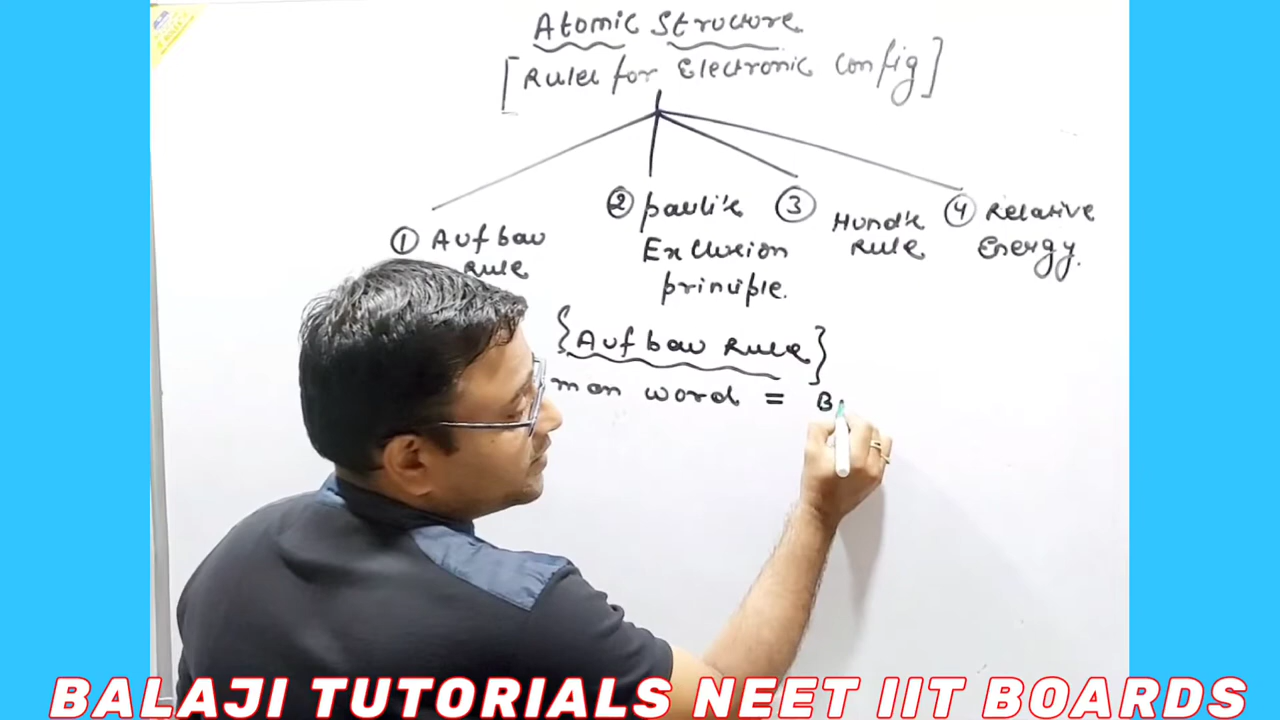 Atomic Structure
[Rules for Electronic Config]
① Aufbau Rule
② pauli's Exclusion principle.
③ Hund's Rule
④ Relative Energy.
{Aufbau Rule}
man word = B
BALAJI TUTORIALS NEET IIT BOARDS